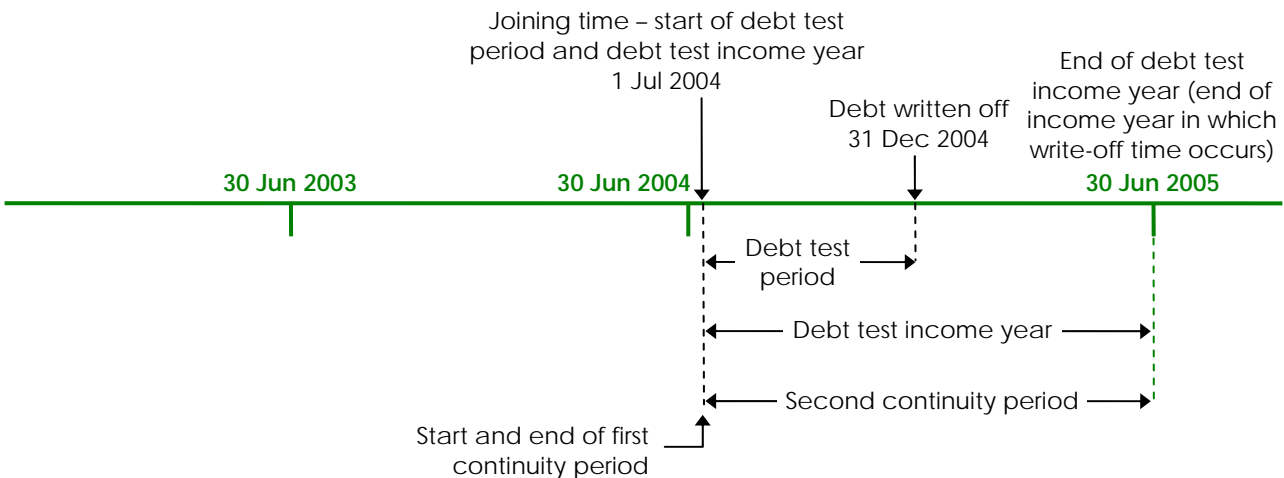 Joining time – start of debt test
period and debt test income year
1 Jul 2004
End of debt test
income year (end of
income year in which
write-off time occurs)
Debt written off
31 Dec 2004
30 Jun 2003
30 Jun 2004
30 Jun 2005
Debt test
period
Debt test income year
Second continuity period
Start and end of first
continuity period